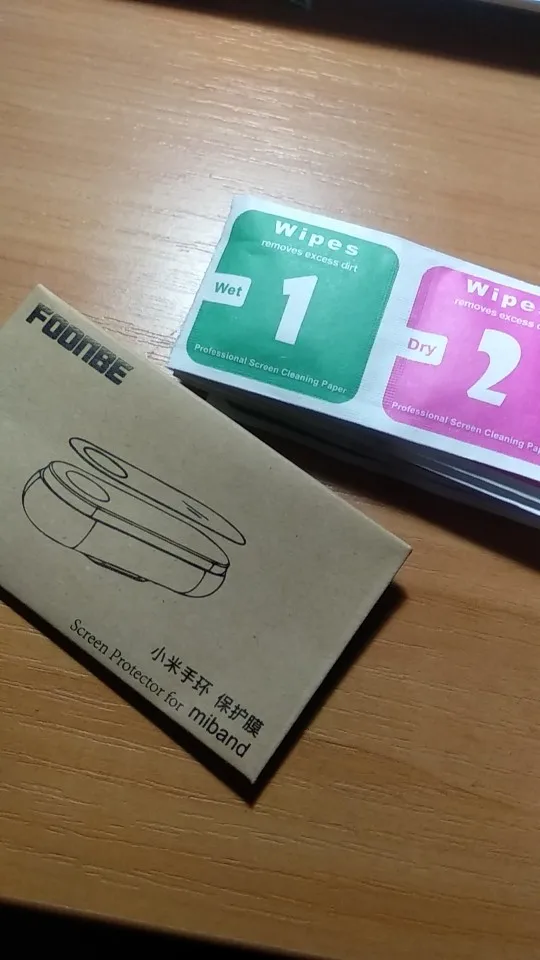 Wipes
removes excess dirt
Wet
1
Professional Screen Cleaning Paper
Wipe
removes excess
Dry
2
Professional Screen Cleaning Pap
FOONBE
小米手环 保护膜
Screen Protector for miband